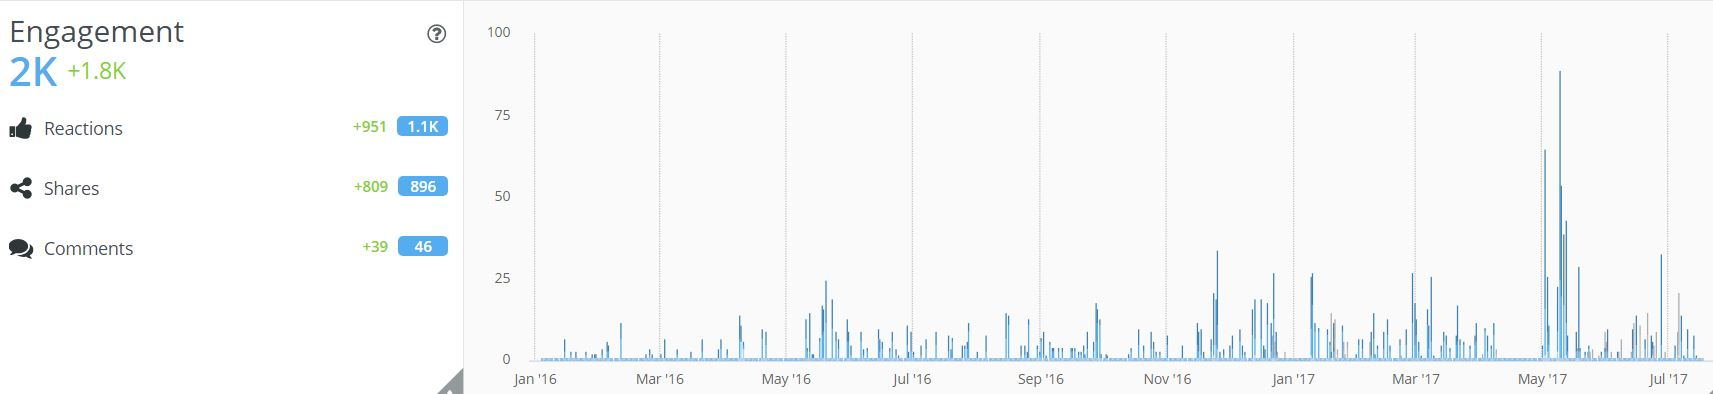 Engagement
2K +1.8K
Reactions +951 1.1K
Shares +809 896
Comments +39 46
100
75
50
25
0
Jan '16 Mar '16 May '16 Jul '16 Sep '16 Nov '16 Jan '17 Mar '17 May '17 Jul '17